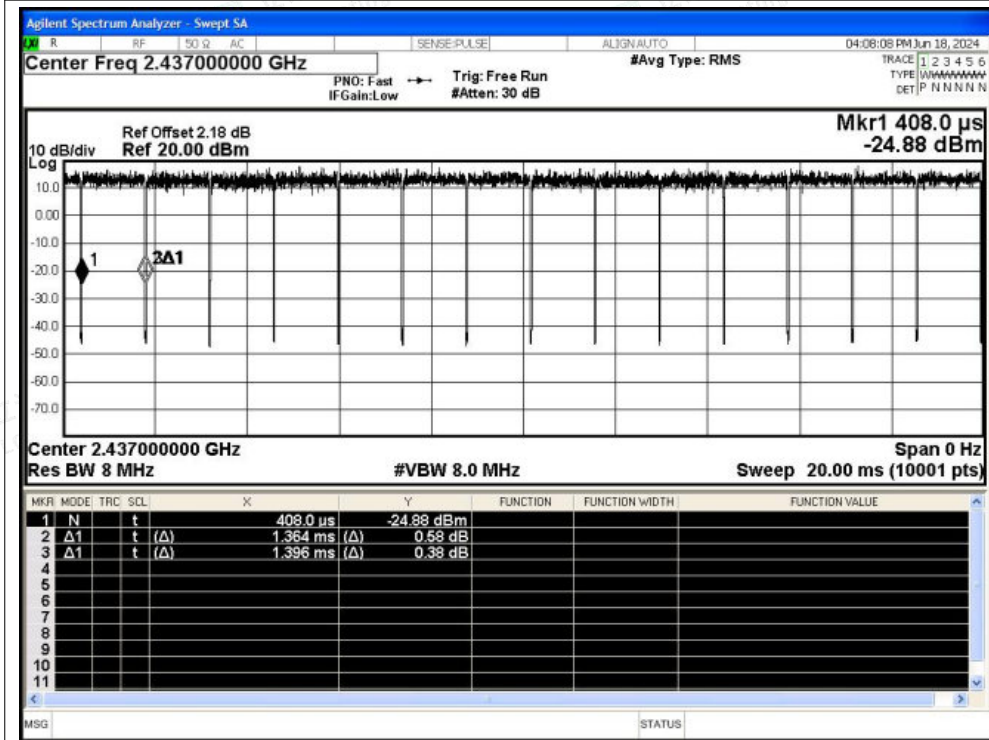 Agilent Spectrum Analyzer - Swept SA
LXI R RF 50 Ω AC SENSE:PULSE ALIGNAUTO 04:08:08 PM Jun 18, 2024
Center Freq 2.437000000 GHz #Avg Type: RMS TRACE 1 2 3 4 5 6
PNO: Fast Trig: Free Run TYPE
IFGain:Low #Atten: 30 dB DET P N N N N N
Mkr1 408.0 µs
Ref Offset 2.18 dB
10 dB/div Ref 20.00 dBm -24.88 dBm
Log
10.0
0.00
-10.0
1 2Δ1
-20.0
-30.0
-40.0
-50.0
-60.0
-70.0
Center 2.437000000 GHz Span 0 Hz
Res BW 8 MHz #VBW 8.0 MHz Sweep 20.00 ms (10001 pts)
MKR MODE TRC SCL X Y FUNCTION FUNCTION WIDTH FUNCTION VALUE
1 N t 408.0 µs -24.88 dBm
2 Δ1 t (Δ) 1.364 ms (Δ) 0.58 dB
3 Δ1 t (Δ) 1.396 ms (Δ) 0.38 dB
4
5
6
7
8
9
10
11
MSG STATUS